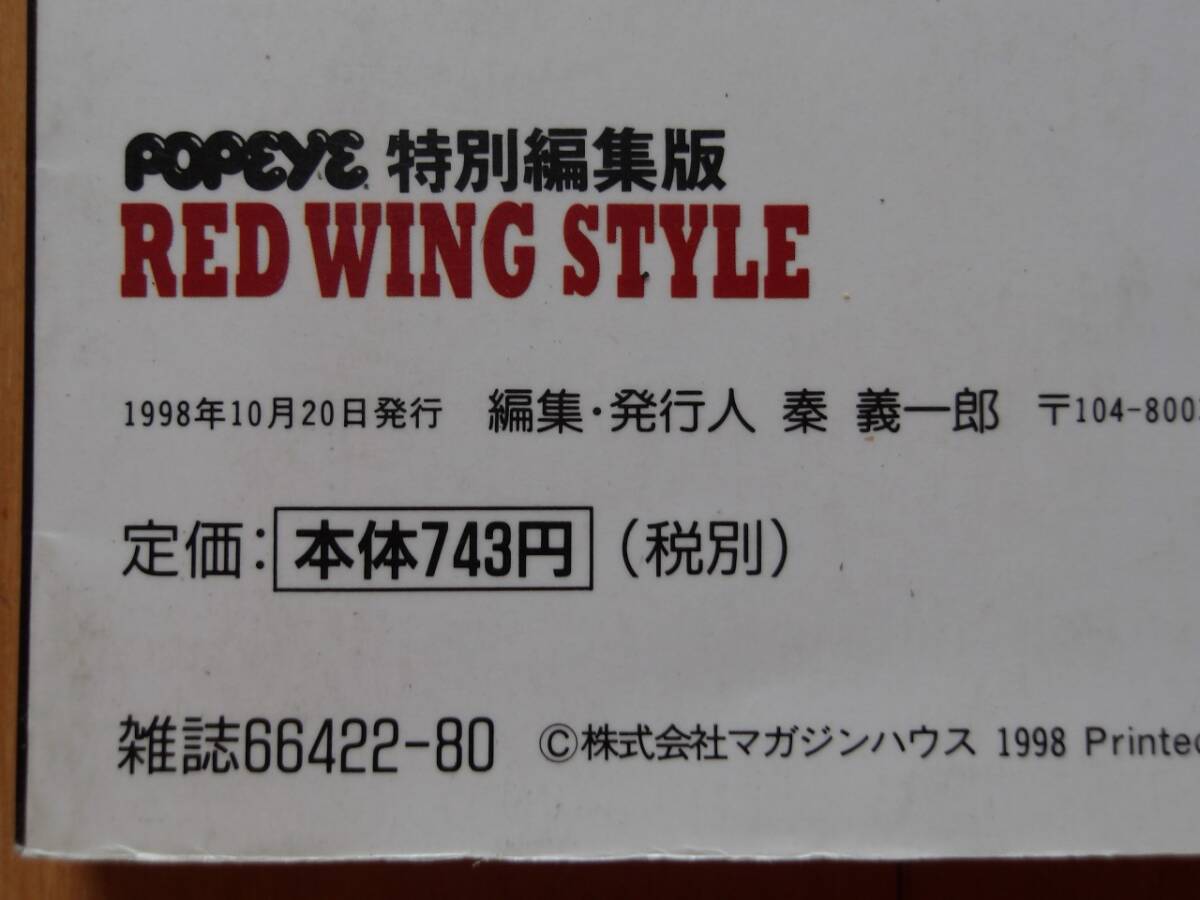 POPEYE 特別編集版
RED WING STYLE
1998年10月20日発行 編集・発行人 秦 義一郎 〒104-800
定価：本体743円（税別）
雑誌66422-80 ©株式会社マガジンハウス 1998 Printed